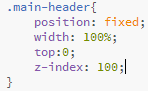 .main-header{
position: fixed;
width: 100%;
top:0;
z-index: 100;
}